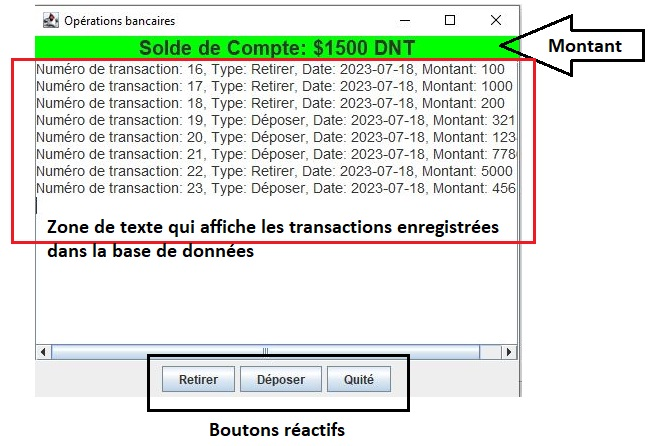 Opérations bancaires
Solde de Compte: $1500 DNT
Montant
Numéro de transaction: 16, Type: Retirer, Date: 2023-07-18, Montant: 100
Numéro de transaction: 17, Type: Retirer, Date: 2023-07-18, Montant: 1000
Numéro de transaction: 18, Type: Retirer, Date: 2023-07-18, Montant: 200
Numéro de transaction: 19, Type: Déposer, Date: 2023-07-18, Montant: 321
Numéro de transaction: 20, Type: Déposer, Date: 2023-07-18, Montant: 123
Numéro de transaction: 21, Type: Déposer, Date: 2023-07-18, Montant: 778
Numéro de transaction: 22, Type: Retirer, Date: 2023-07-18, Montant: 5000
Numéro de transaction: 23, Type: Déposer, Date: 2023-07-18, Montant: 456
Zone de texte qui affiche les transactions enregistrées
dans la base de données
Retirer Déposer Quité
Boutons réactifs